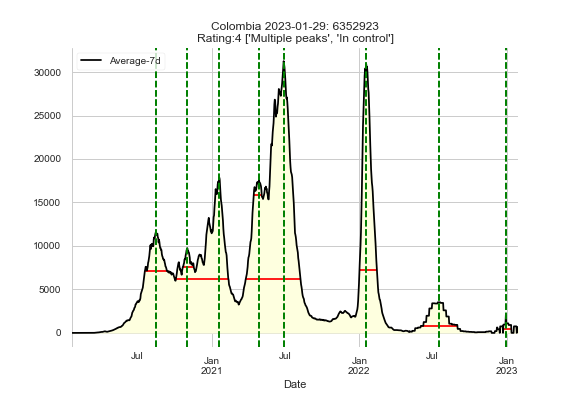 Colombia 2023-01-29: 6352923
Rating:4 ['Multiple peaks', 'In control']
Average-7d
30000
25000
20000
15000
10000
5000
0
Jul
Jan
2021
Jul
Jan
2022
Jul
Jan
2023
Date